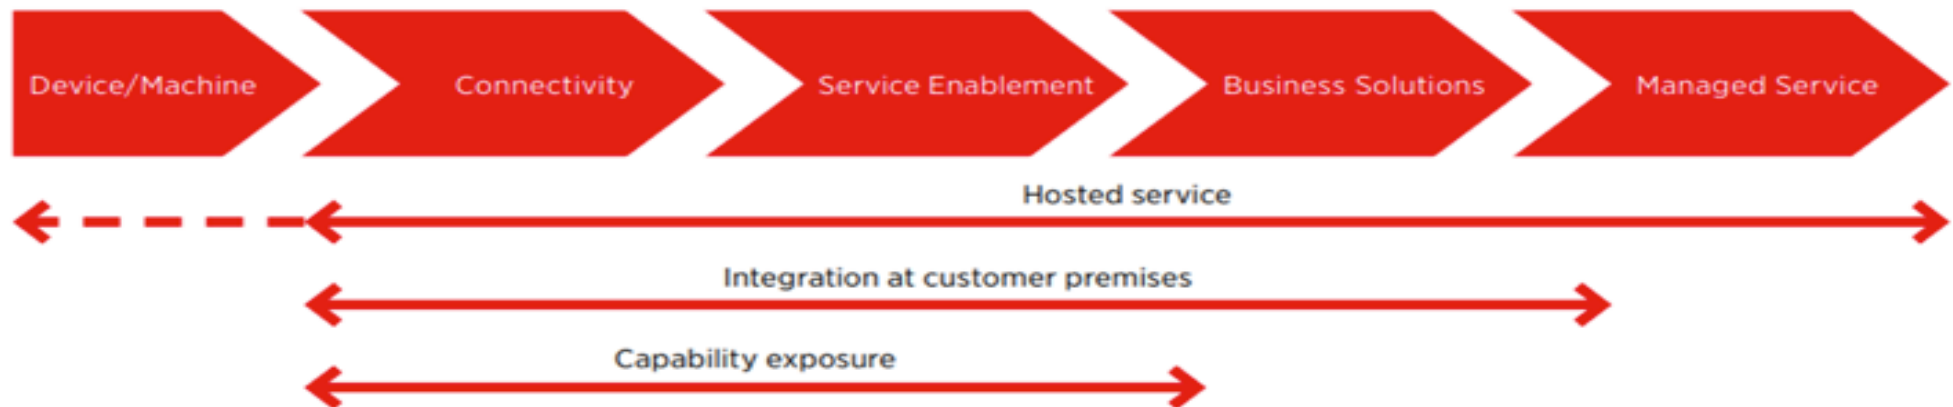 Device/Machine
Connectivity
Service Enablement
Business Solutions
Managed Service
Hosted service
Integration at customer premises
Capability exposure